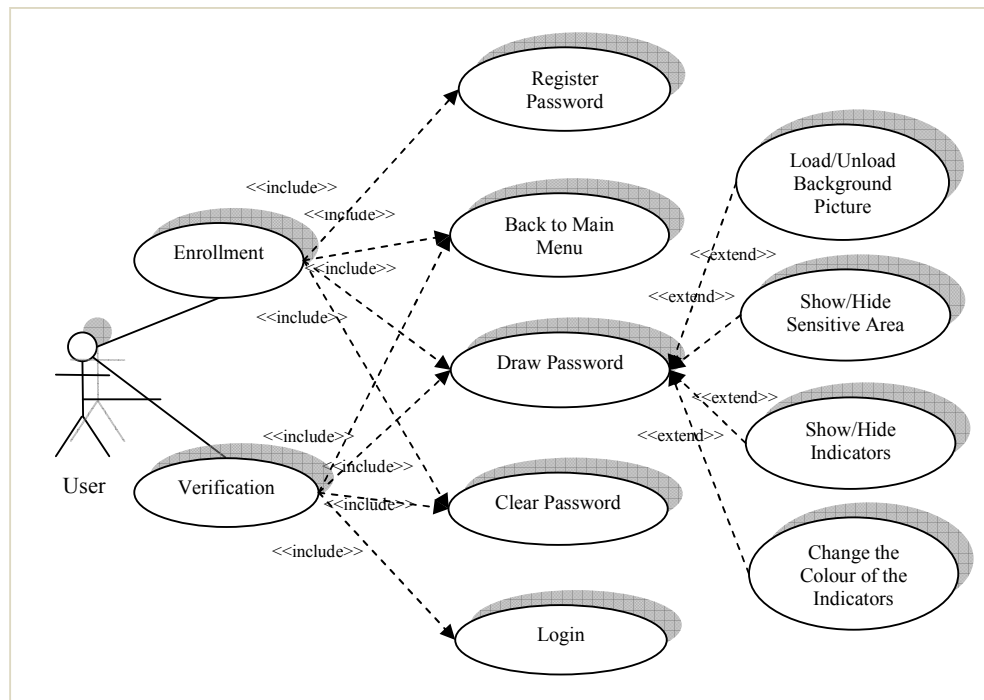 Register
Password
Load/Unload
Background
Picture
<<include>>
<<include>>
Enrollment
Back to Main
Menu
<<include>>
<<extend>>
<<extend>>
Show/Hide
Sensitive Area
<<include>>
Draw Password
<<extend>>
<<extend>>
Show/Hide
Indicators
<<include>>
<<include>>
User
Verification
<<include>>
Clear Password
<<include>>
Change the
Colour of the
Indicators
Login